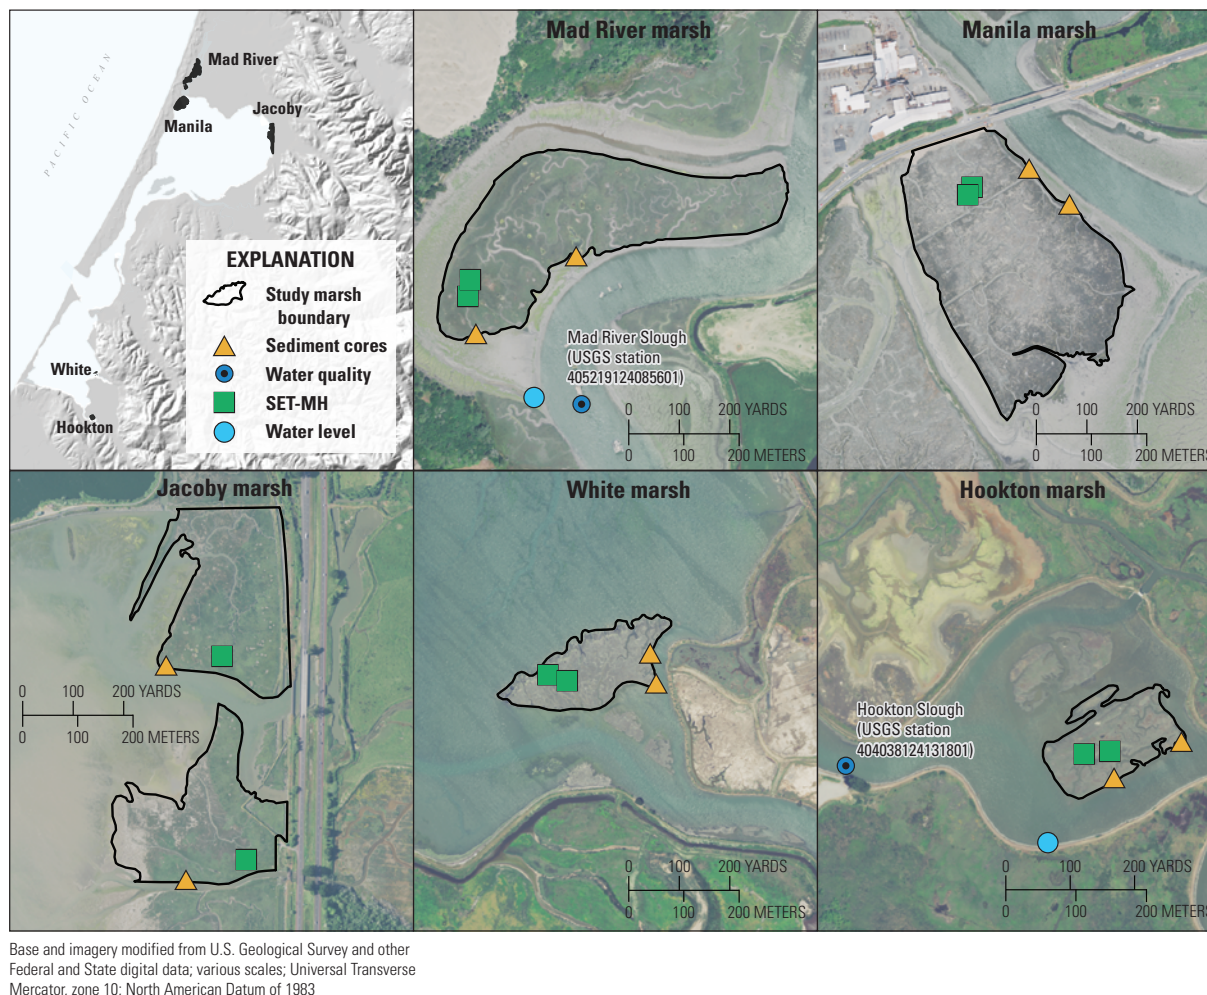 PACIFIC OCEAN
Mad River
Jacoby
Manila
White
Hookton
EXPLANATION
Study marsh
boundary
Sediment cores
Water quality
SET-MH
Water level
Mad River marsh
Mad River Slough
(USGS station
405219124085601)
0 100 200 YARDS
0 100 200 METERS
Manila marsh
0 100 200 YARDS
0 100 200 METERS
Jacoby marsh
0 100 200 YARDS
0 100 200 METERS
White marsh
0 100 200 YARDS
0 100 200 METERS
Hookton marsh
Hookton Slough
(USGS station
404038124131801)
0 100 200 YARDS
0 100 200 METERS
Base and imagery modified from U.S. Geological Survey and other
Federal and State digital data; various scales; Universal Transverse
Mercator, zone 10; North American Datum of 1983